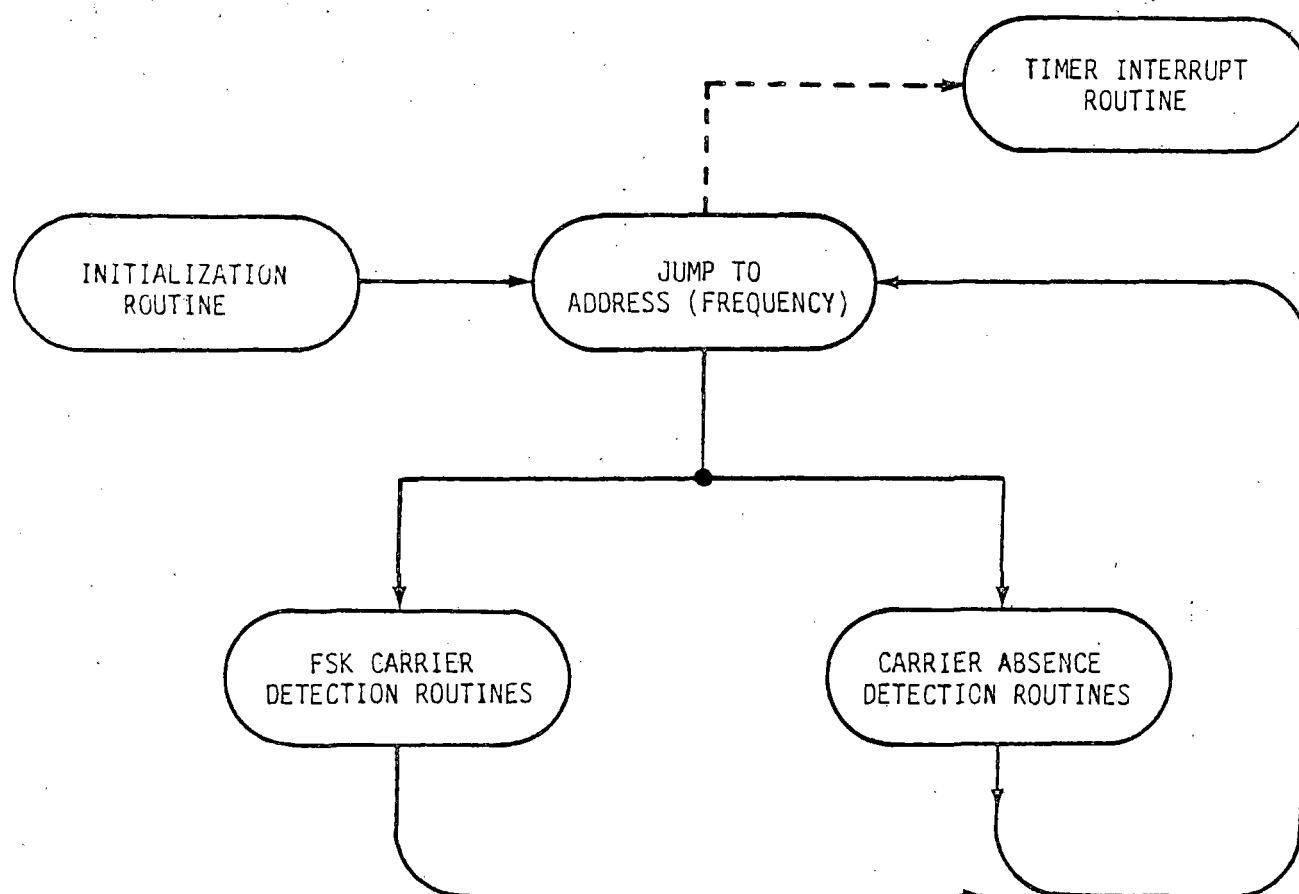 TIMER INTERRUPT
ROUTINE
INITIALIZATION
ROUTINE
JUMP TO
ADDRESS (FREQUENCY)
FSK CARRIER
DETECTION ROUTINES
CARRIER ABSENCE
DETECTION ROUTINES